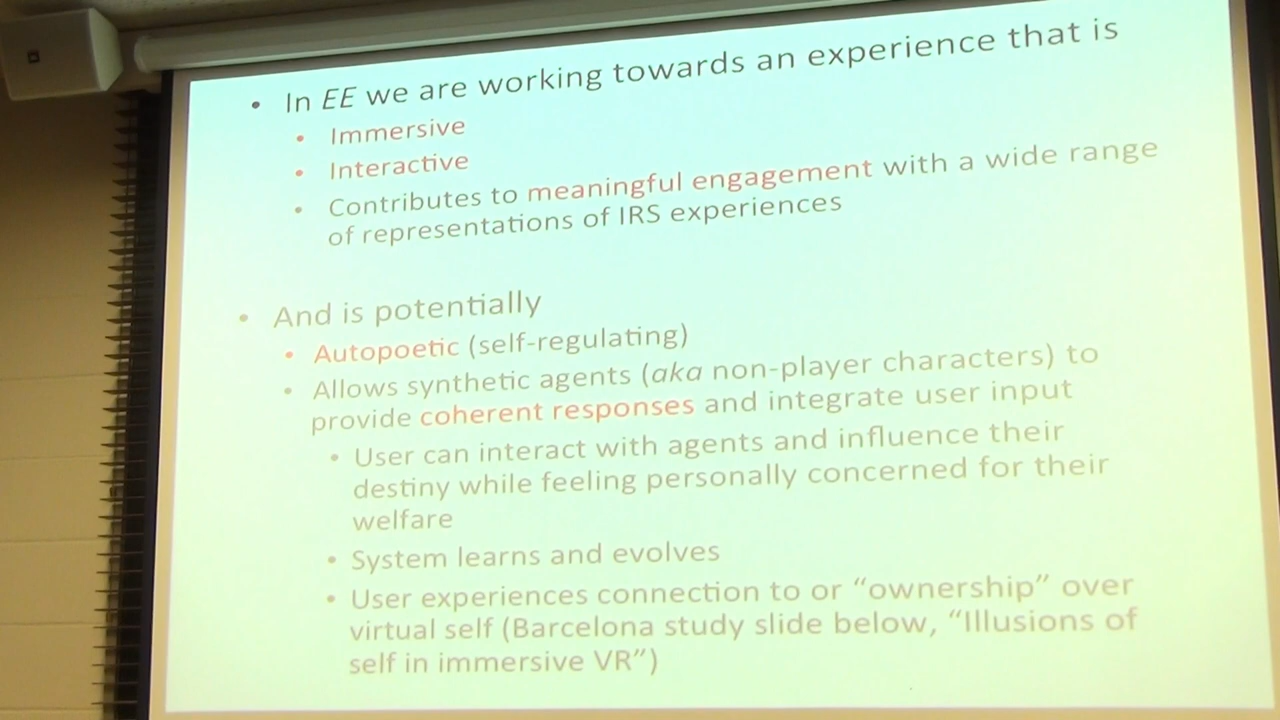 • In EE we are working towards an experience that is
• Immersive
• Interactive
• Contributes to meaningful engagement with a wide range
of representations of IRS experiences
• And is potentially
• Autopoetic (self-regulating)
• Allows synthetic agents (aka non-player characters) to
provide coherent responses and integrate user input
• User can interact with agents and influence their
destiny while feeling personally concerned for their
welfare
• System learns and evolves
• User experiences connection to or “ownership” over
virtual self (Barcelona study slide below, “Illusions of
self in immersive VR”)